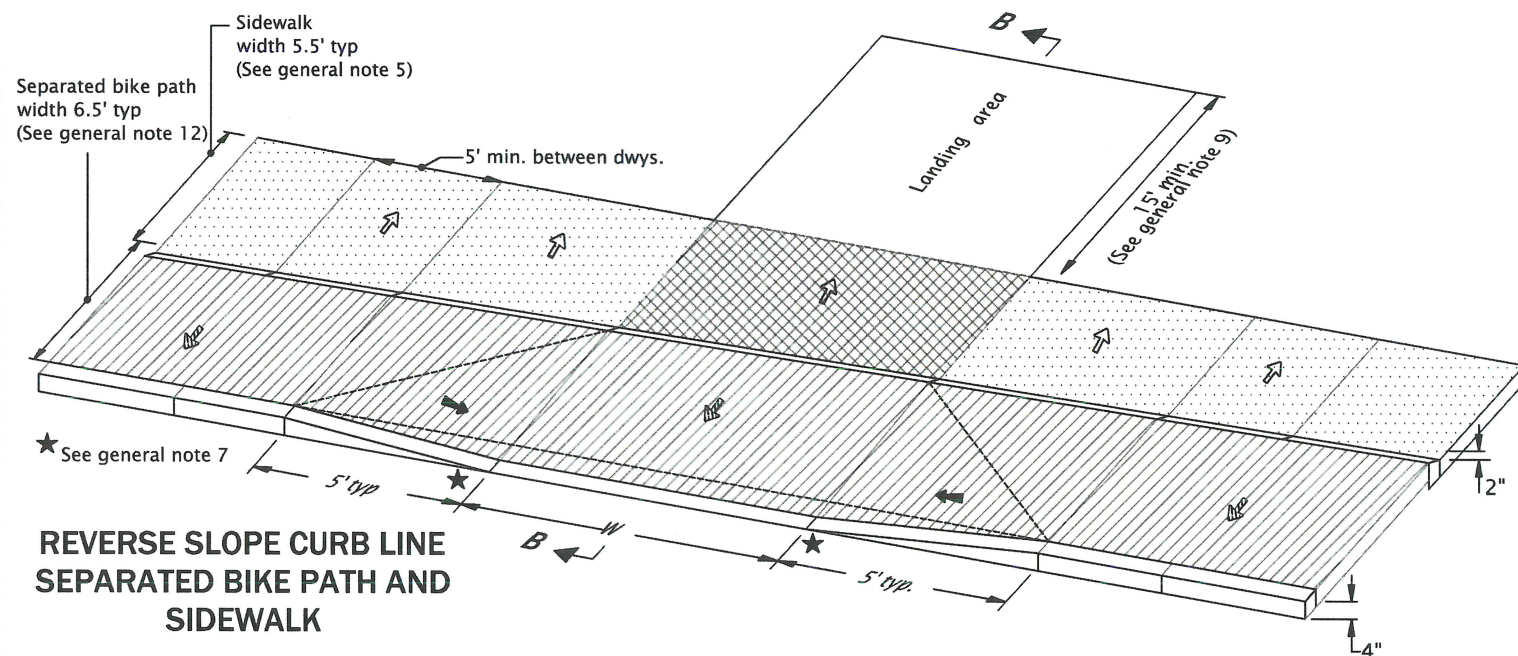 Sidewalk
width 5.5' typ
(See general note 5)
Separated bike path
width 6.5' typ
(See general note 12)
5' min. between dwys.
B
Landing area
15' min.
(See general note 9)
★ See general note 7
5' typ
★
W
B
★
5' typ.
2"
4"
REVERSE SLOPE CURB LINE
SEPARATED BIKE PATH AND
SIDEWALK